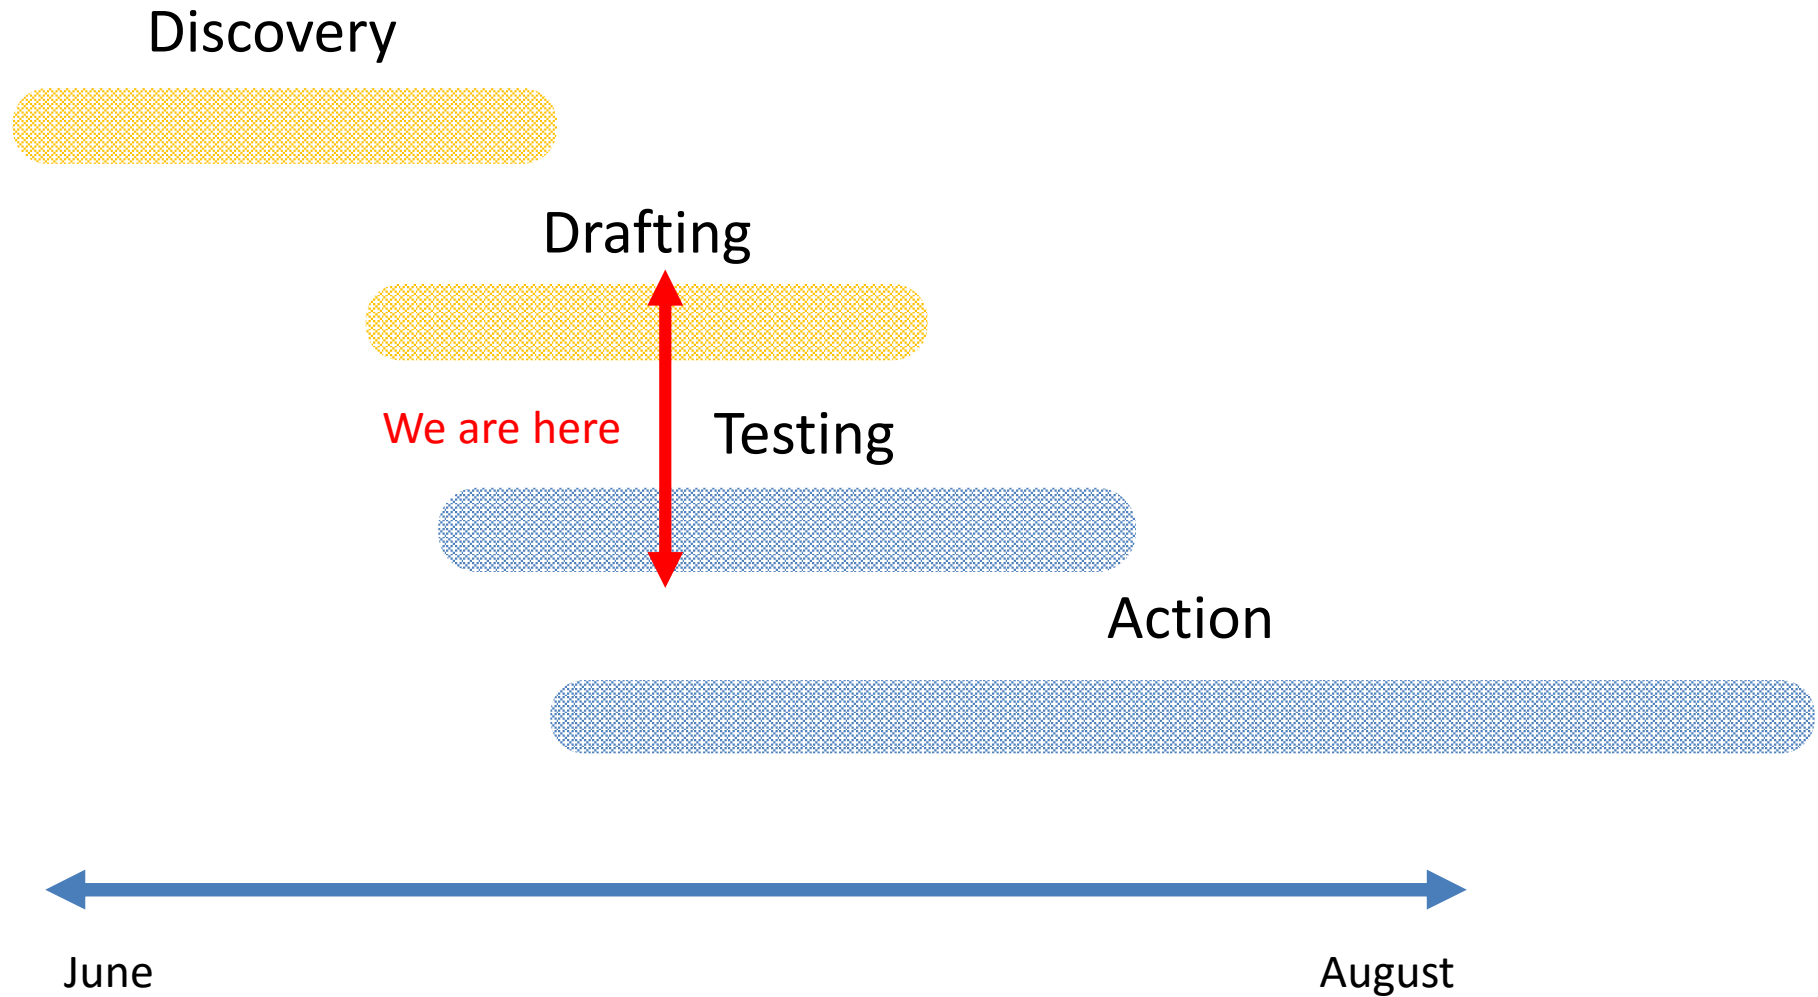 Discovery
Drafting
We are here
Testing
Action
June
August